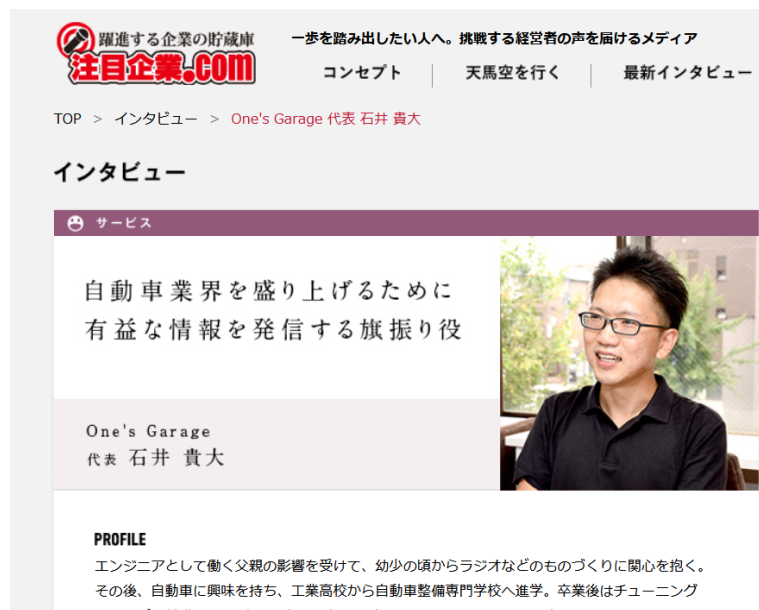 躍進する企業の貯蔵庫
注目企業.com
一歩を踏み出したい人へ。挑戦する経営者の声を届けるメディア
コンセプト
天馬空を行く
最新インタビュー
TOP > インタビュー > One's Garage 代表 石井 貴大
インタビュー
サービス
自動車業界を盛り上げるために
有益な情報を発信する旗振り役
One's Garage
代表 石井 貴大
PROFILE
エンジニアとして働く父親の影響を受けて、幼少の頃からラジオなどのものづくりに関心を抱く。
その後、自動車に興味を持ち、工業高校から自動車整備専門学校へ進学。卒業後はチューニング